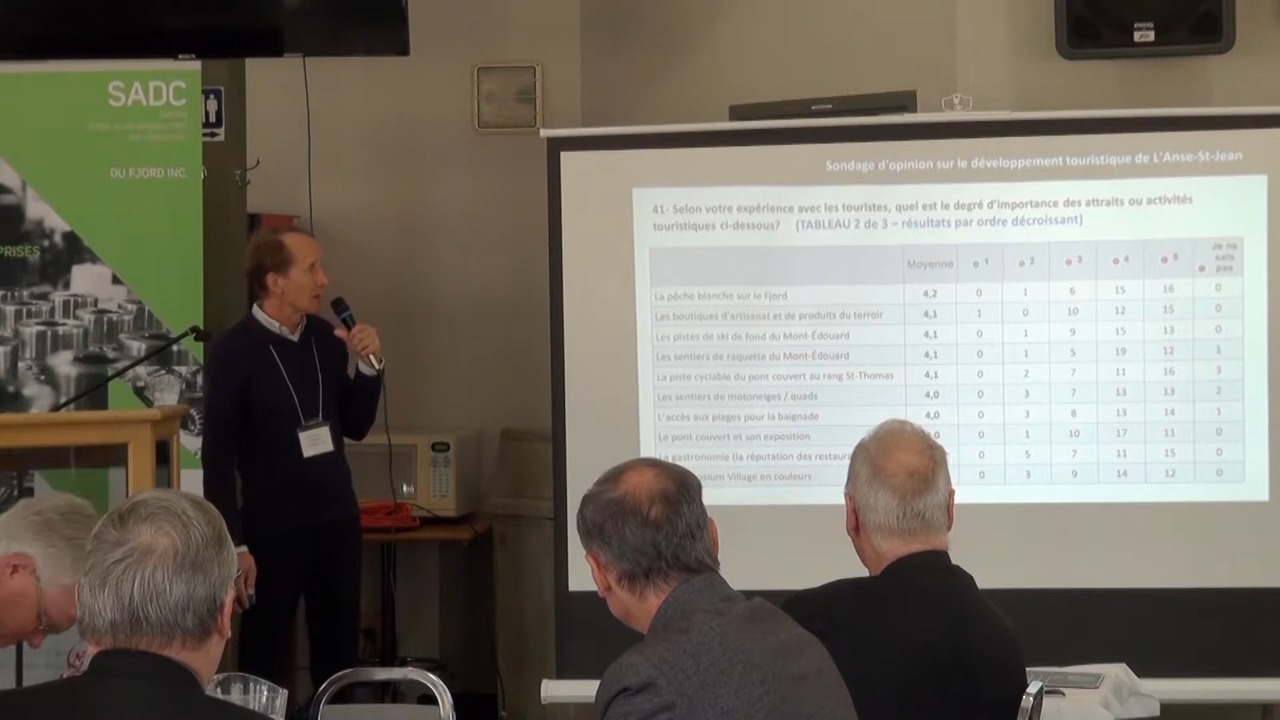 SADC
DU FJORD INC.
PRISES
Sondage d'opinion sur le développement touristique de L'Anse-St-Jean
41- Selon votre expérience avec les touristes, quel est le degré d'importance des attraits ou activités
touristiques ci-dessous? (TABLEAU 2 de 3 – résultats par ordre décroissant)
Moyenne 1 2 3 4 5 Je ne sais pas
La pêche blanche sur le Fjord 4,2 0 1 6 15 16 0
Les boutiques d'artisanat et de produits du terroir 4,1 1 0 10 12 15 0
Les pistes de ski de fond du Mont-Édouard 4,1 0 1 9 15 13 0
Les sentiers de raquette du Mont-Édouard 4,1 0 1 5 19 12 1
La piste cyclable du pont couvert au rang St-Thomas 4,1 0 2 7 11 16 3
Les sentiers de motoneiges / quads 4,0 0 3 7 13 13 2
L'accès aux plages pour la baignade 4,0 0 3 8 13 14 1
Le pont couvert et son exposition 0 0 1 10 17 11 0
La gastronomie (la réputation des restaura 0 5 7 11 15 0
sium Village en couleurs 0 3 9 14 12 0